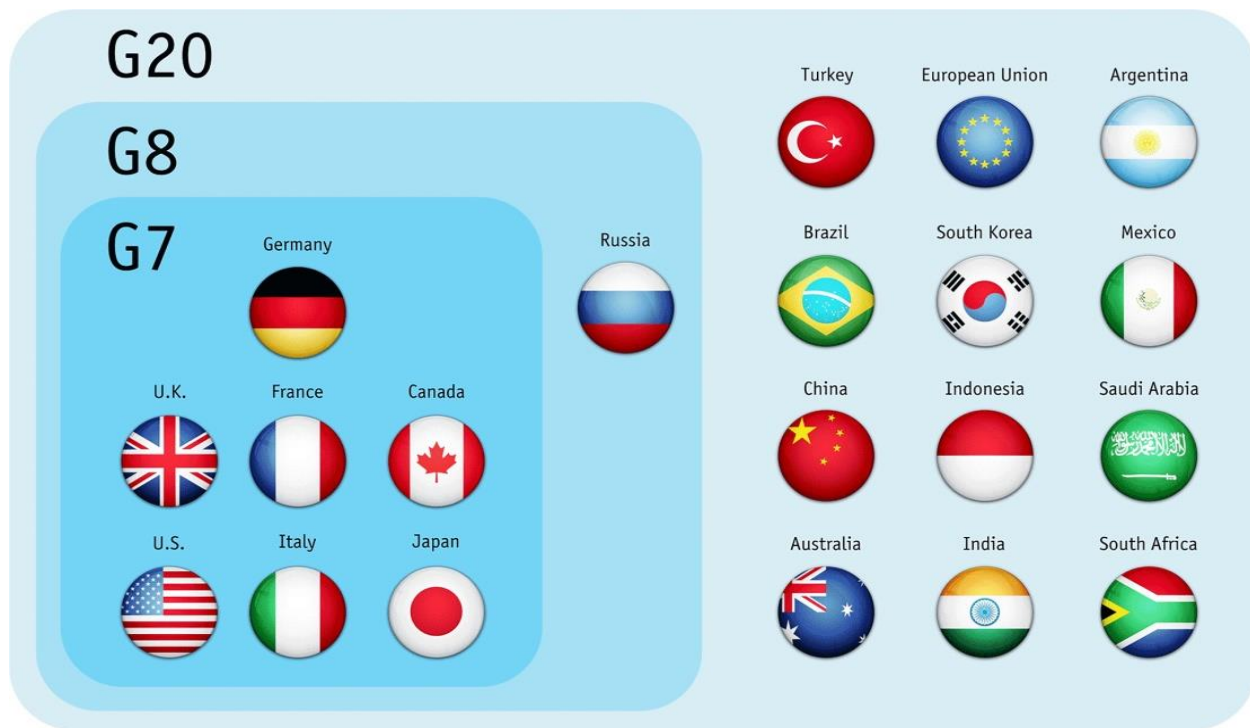 G20
G8
G7
Germany
Russia
U.K.
France
Canada
U.S.
Italy
Japan
Turkey
European Union
Argentina
Brazil
South Korea
Mexico
China
Indonesia
Saudi Arabia
Australia
India
South Africa